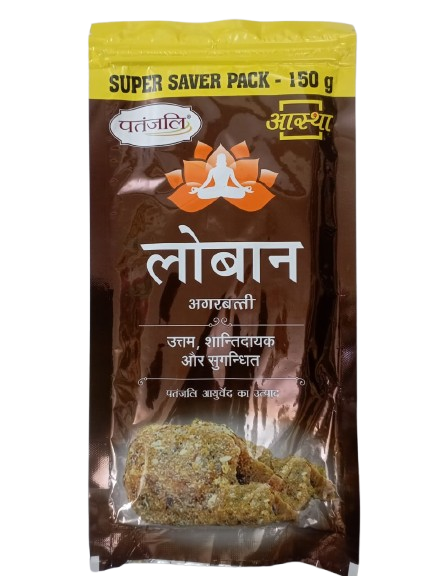 SUPER SAVER PACK - 150 g
पतंजलि®
आस्था
लोबान
अगरबत्ती
उत्तम, शान्तिदायक
और सुगन्धित
पतंजलि आयुर्वेद का उत्पाद